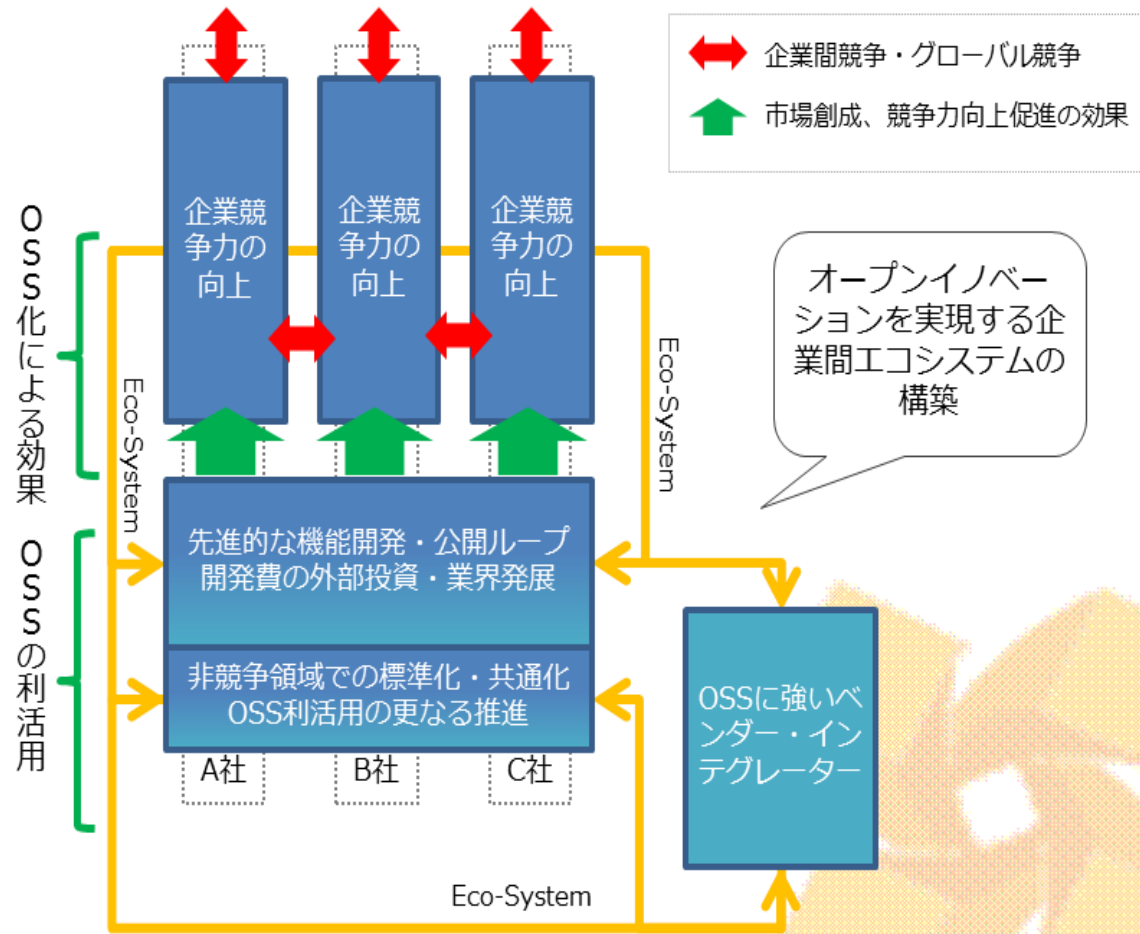 企業間競争・グローバル競争
市場創成、競争力向上促進の効果
企業競
争力の
向上
企業競
争力の
向上
企業競
争力の
向上
OSS化による効果
Eco-System
Eco-System
オープンイノベー
ションを実現する企
業間エコシステムの
構築
先進的な機能開発・公開ループ
開発費の外部投資・業界発展
OSSの利活用
非競争領域での標準化・共通化
OSS利活用の更なる推進
OSSに強いベ
ンダー・イン
テグレーター
A社
B社
C社
Eco-System